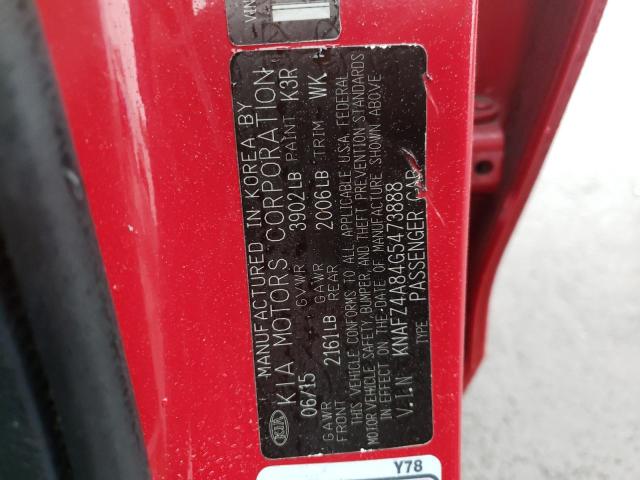 VIN
MANUFACTURED IN KOREA BY
KIA KIA MOTORS CORPORATION
06/15 GVWR 3902LB PAINT K3R
GAWR FRONT 2161LB GAWR REAR 2006LB TRIM WK
THIS VEHICLE CONFORMS TO ALL APPLICABLE U.S.A. FEDERAL
MOTOR VEHICLE SAFETY, BUMPER, AND THEFT PREVENTION STANDARDS
IN EFFECT ON THE DATE OF MANUFACTURE SHOWN ABOVE
V.I.N KNAFZ4A84G5473888
TYPE PASSENGER CAR
Y78